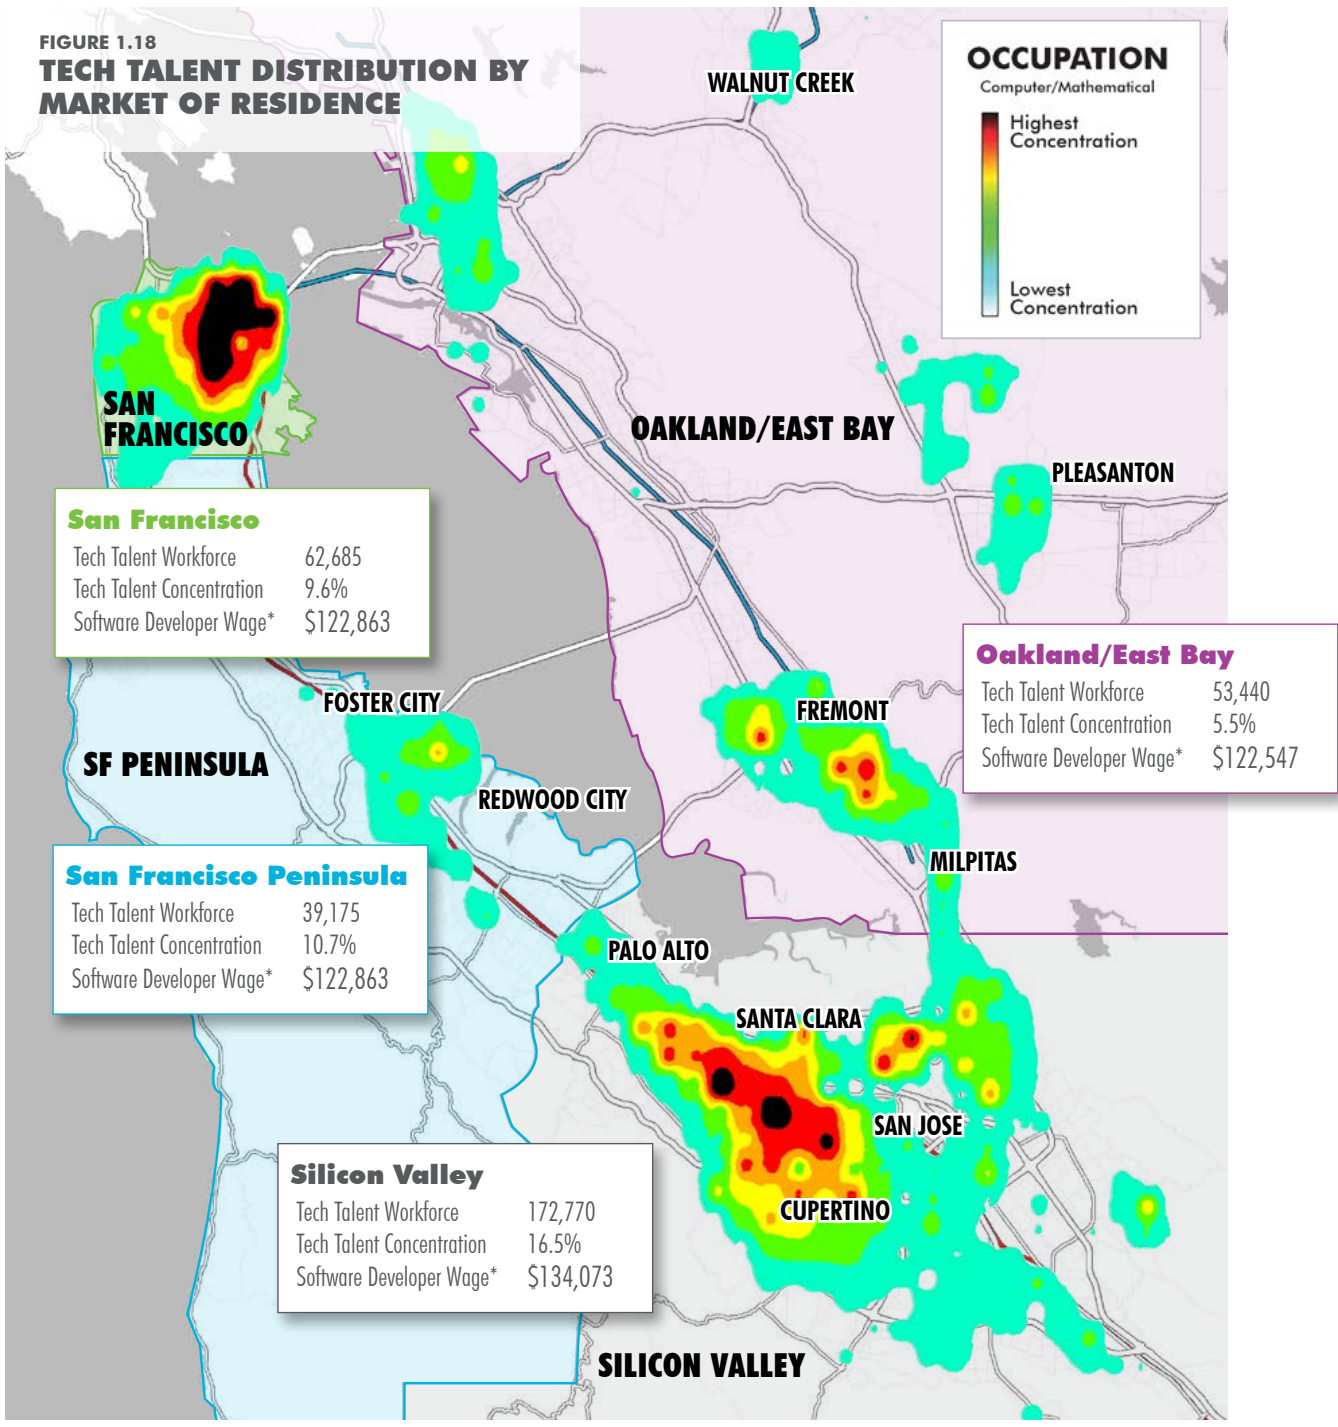 FIGURE 1.18
TECH TALENT DISTRIBUTION BY
MARKET OF RESIDENCE
OCCUPATION
Computer/Mathematical
Highest
Concentration
Lowest
Concentration
WALNUT CREEK
SAN
FRANCISCO
OAKLAND/EAST BAY
PLEASANTON
San Francisco
Tech Talent Workforce 62,685
Tech Talent Concentration 9.6%
Software Developer Wage* $122,863
Oakland/East Bay
Tech Talent Workforce 53,440
Tech Talent Concentration 5.5%
Software Developer Wage* $122,547
FOSTER CITY
FREMONT
SF PENINSULA
REDWOOD CITY
MILPITAS
San Francisco Peninsula
Tech Talent Workforce 39,175
Tech Talent Concentration 10.7%
Software Developer Wage* $122,863
PALO ALTO
SANTA CLARA
SAN JOSE
Silicon Valley
Tech Talent Workforce 172,770
Tech Talent Concentration 16.5%
Software Developer Wage* $134,073
CUPERTINO
SILICON VALLEY